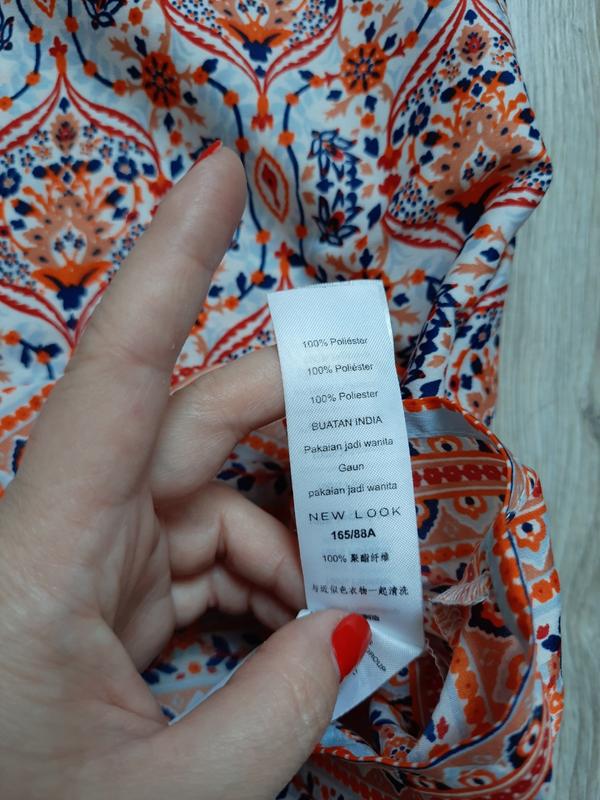 100% Poliéster
100% Poliéster
100% Poliester
BUATAN INDIA
Pakaian jadi wanita
Gaun
pakaian jadi wanita
NEW LOOK
165/88A
100% 聚酯纤维
与近似色衣物一起清洗
GROUP